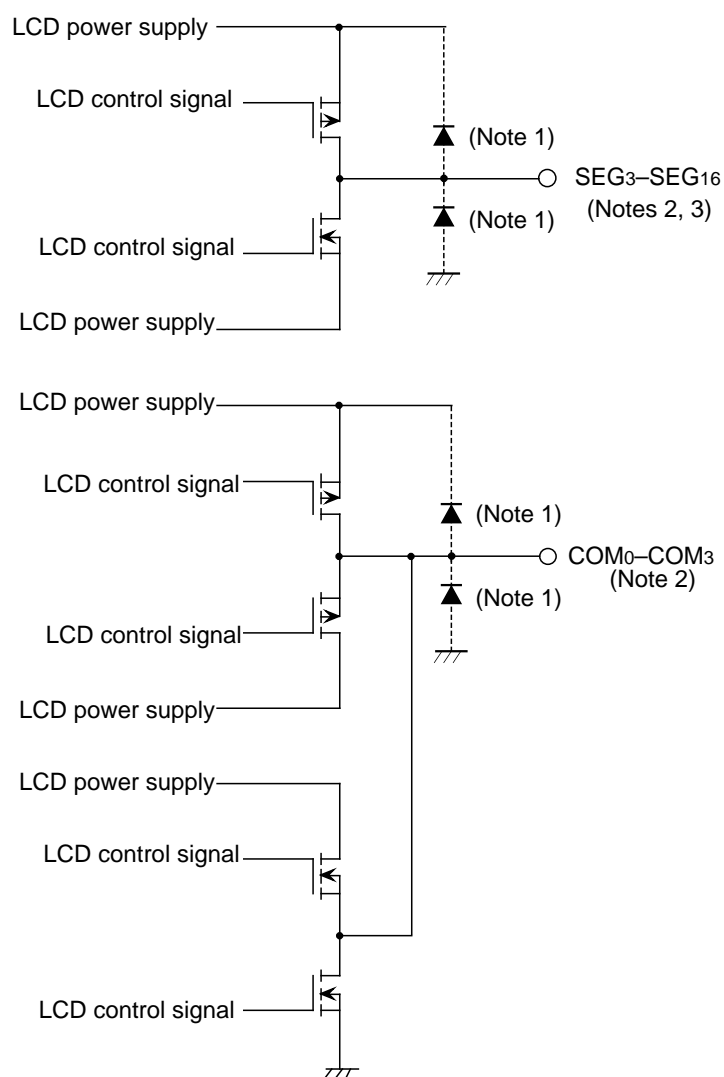 LCD power supply
LCD control signal
(Note 1)
SEG3–SEG16
(Notes 2, 3)
(Note 1)
LCD control signal
LCD power supply
LCD power supply
LCD control signal
(Note 1)
COM0–COM3
(Note 2)
(Note 1)
LCD control signal
LCD power supply
LCD power supply
LCD control signal
LCD control signal